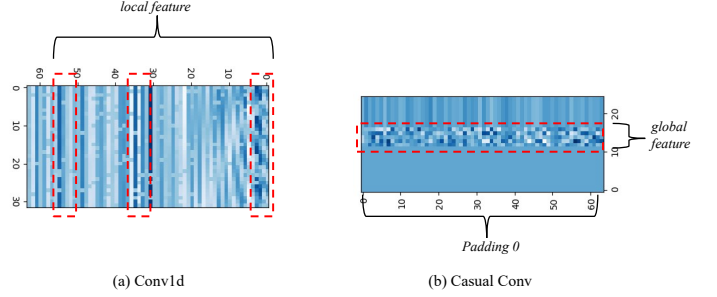 local feature
60 50 40 30 20 10 0
0
10
20
30
(a) Conv1d
20
10
0
global
feature
0 10 20 30 40 50 60
Padding 0
(b) Casual Conv